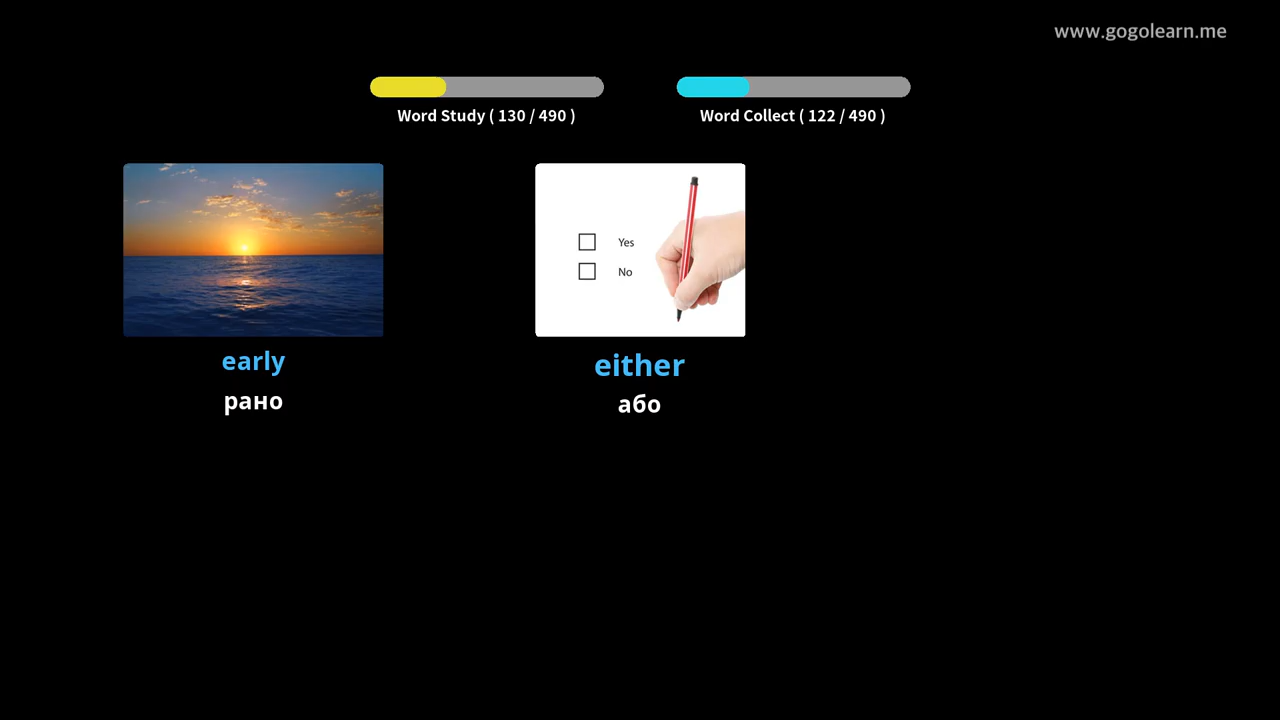 www.gogolearn.me
Word Study ( 130 / 490 )
Word Collect ( 122 / 490 )
Yes
No
early
рано
either
або